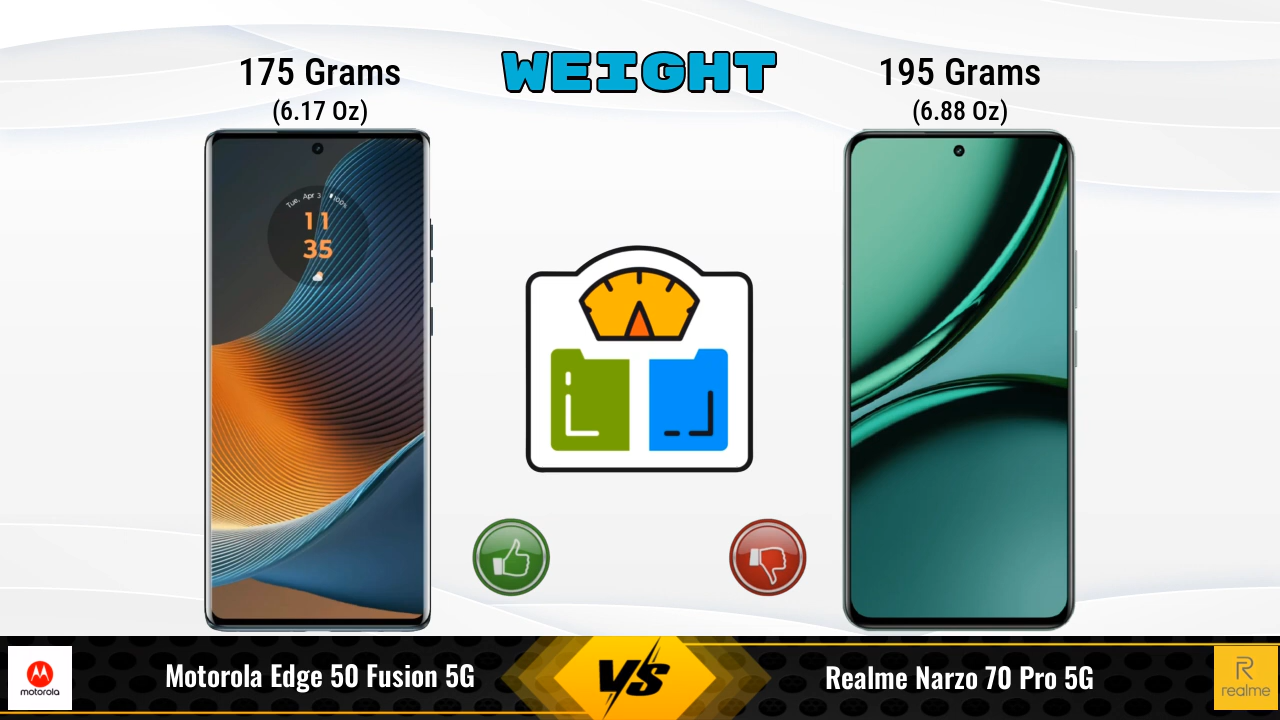 WEIGHT
175 Grams
(6.17 Oz)
195 Grams
(6.88 Oz)
Tue, Apr 3 100%
11
35
motorola
Motorola Edge 50 Fusion 5G
VS
Realme Narzo 70 Pro 5G
R
realme